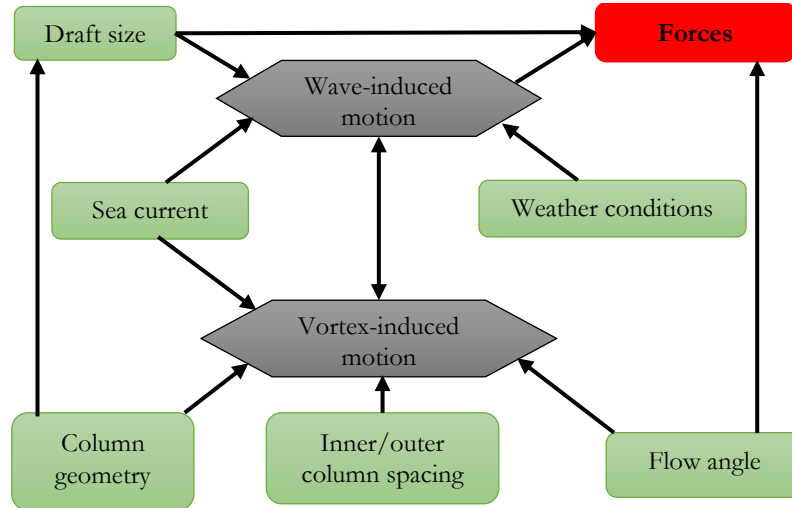 Draft size
Forces
Wave-induced
motion
Sea current
Weather conditions
Vortex-induced
motion
Column
geometry
Inner/outer
column spacing
Flow angle